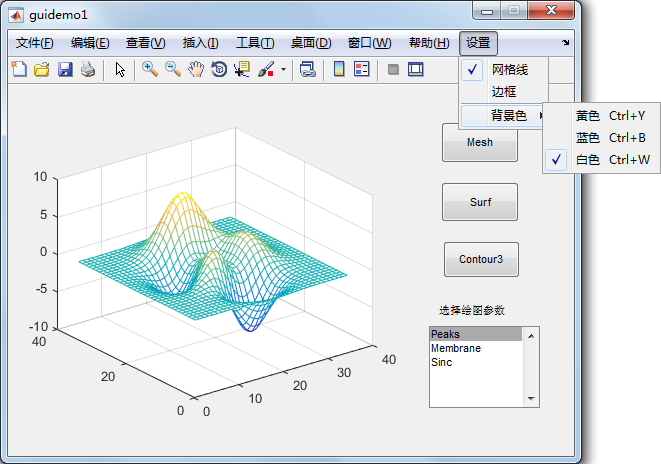 guidemo1
文件(F) 编辑(E) 查看(V) 插入(I) 工具(T) 桌面(D) 窗口(W) 帮助(H) 设置
网格线
边框
背景色
黄色 Ctrl+Y
蓝色 Ctrl+B
白色 Ctrl+W
Mesh
Surf
Contour3
选择绘图参数
Peaks
Membrane
Sinc
10
5
0
-5
-10
40
20
0
0
10
20
30
40